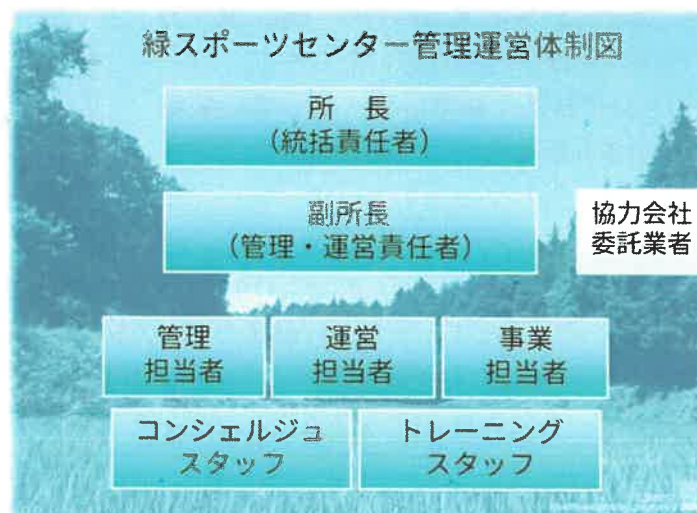 緑スポーツセンター管理運営体制図
所　長
（統括責任者）
副所長
（管理・運営責任者）
協力会社
委託業者
管理
担当者
運営
担当者
事業
担当者
コンシェルジュ
スタッフ
トレーニング
スタッフ